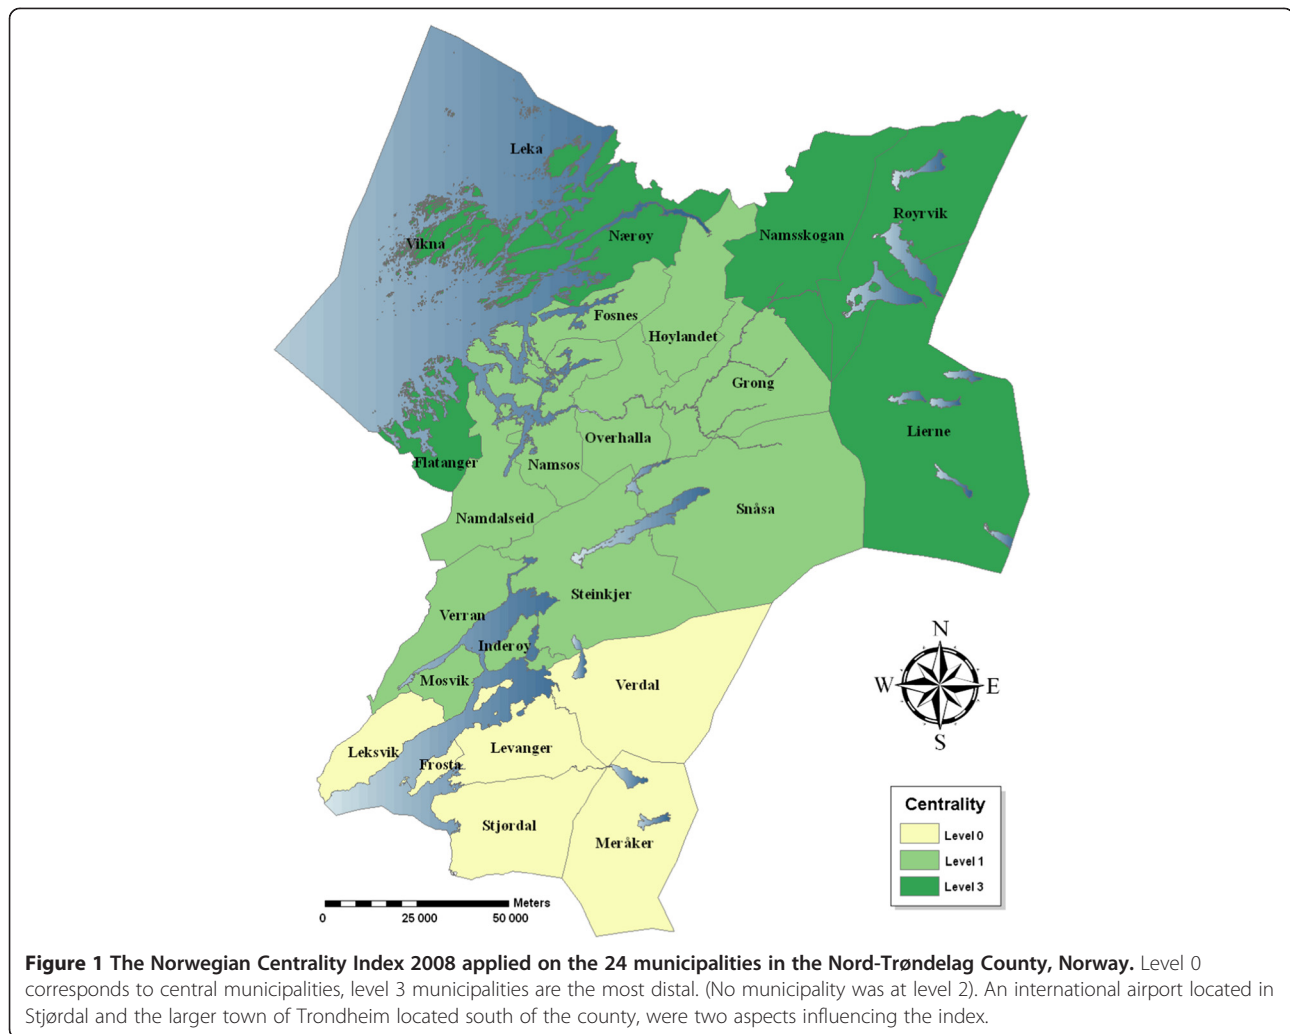 Leka
Røyrvik
Vikna
Nærøy
Namsskogan
Fosnes
Høylandet
Grong
Overhalla
Lierne
Flatanger
Namsos
Snåsa
Namdalseid
Steinkjer
Verran
Inderøy
Mosvik
Verdal
Leksvik
Levanger
Frosta
Stjørdal
Meråker
N
W E
S
Centrality
Level 0
Level 1
Level 3
Meters
0 25 000 50 000
Figure 1 The Norwegian Centrality Index 2008 applied on the 24 municipalities in the Nord-Trøndelag County, Norway. Level 0
corresponds to central municipalities, level 3 municipalities are the most distal. (No municipality was at level 2). An international airport located in
Stjørdal and the larger town of Trondheim located south of the county, were two aspects influencing the index.